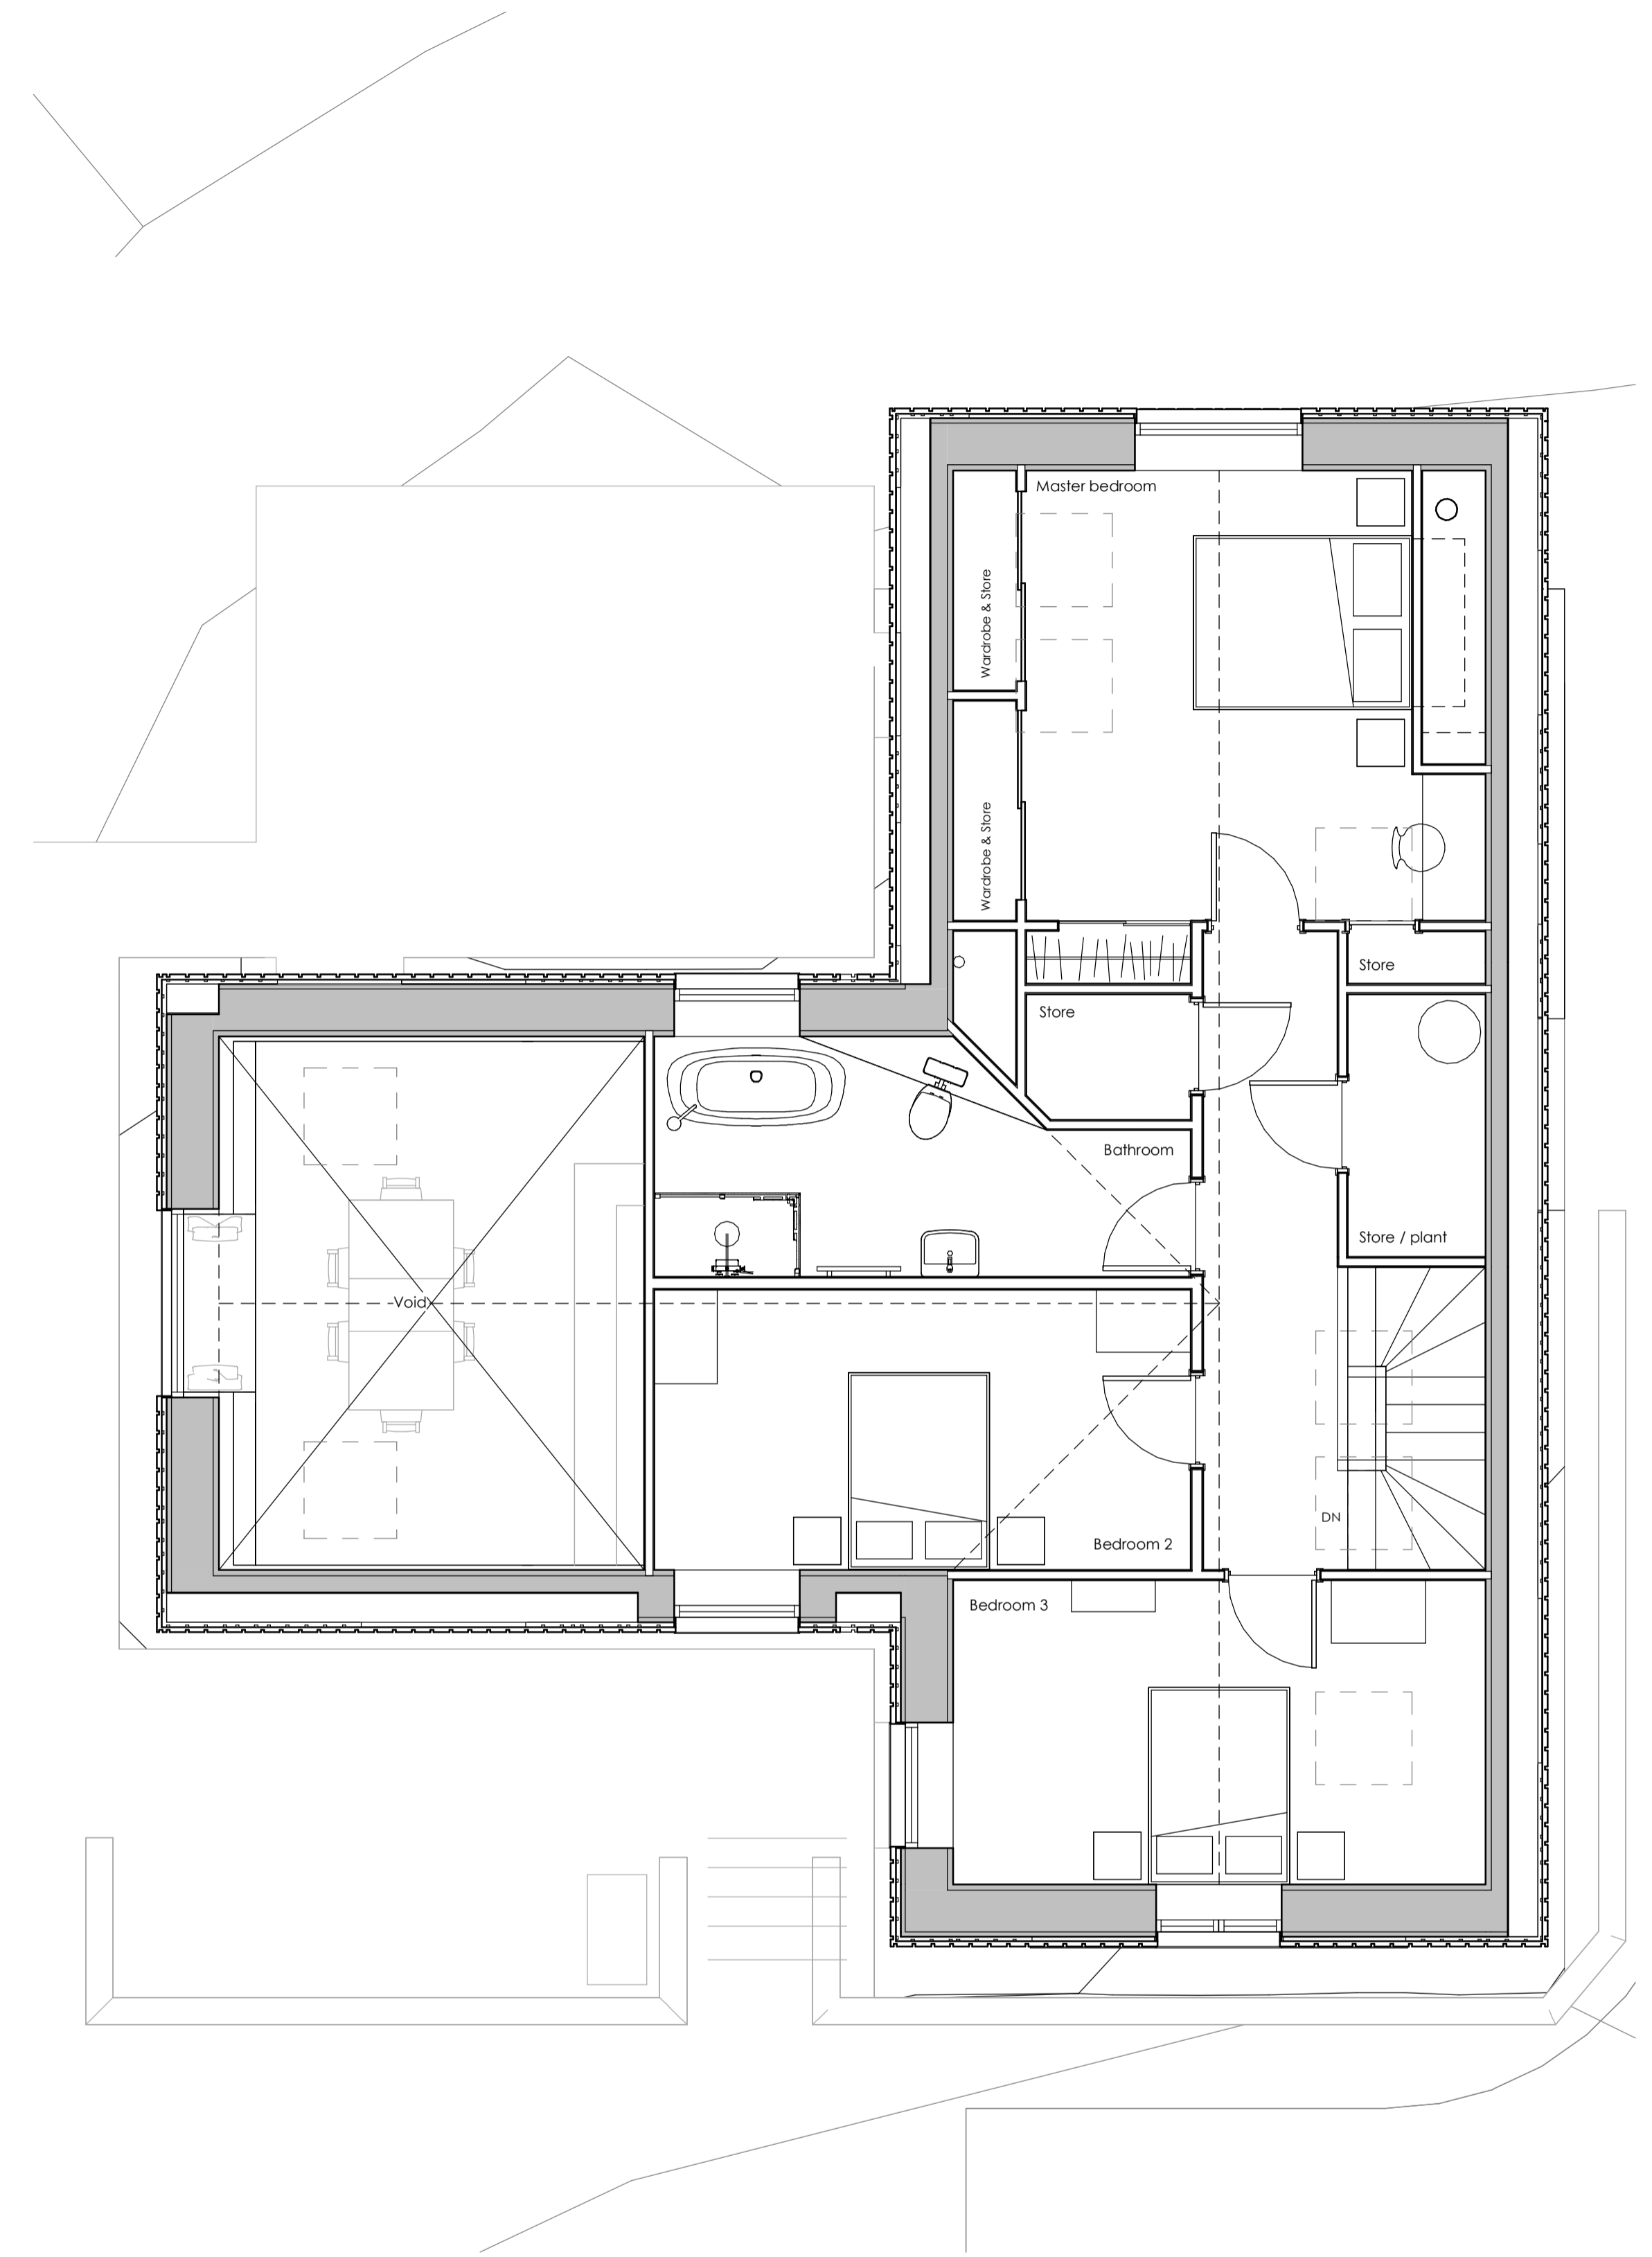 Master bedroom
Wardrobe & Store
Wardrobe & Store
Store
Store
Bathroom
Store / plant
Void
DN
Bedroom 2
Bedroom 3